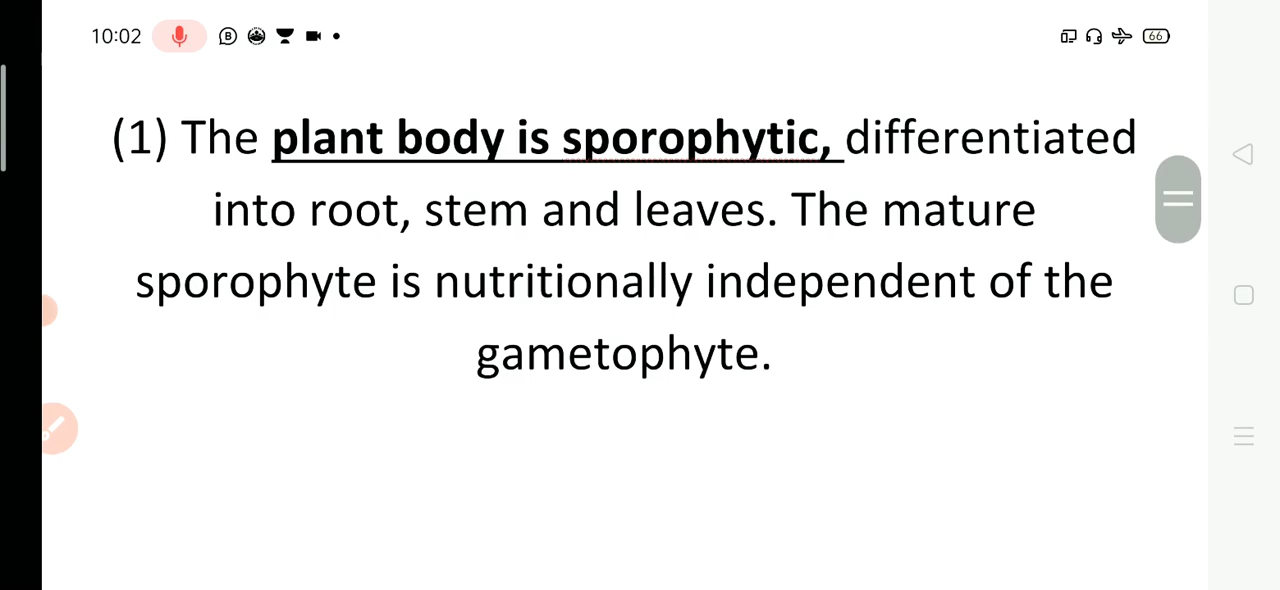 10:02 B 66
(1) The plant body is sporophytic, differentiated
into root, stem and leaves. The mature
sporophyte is nutritionally independent of the
gametophyte.